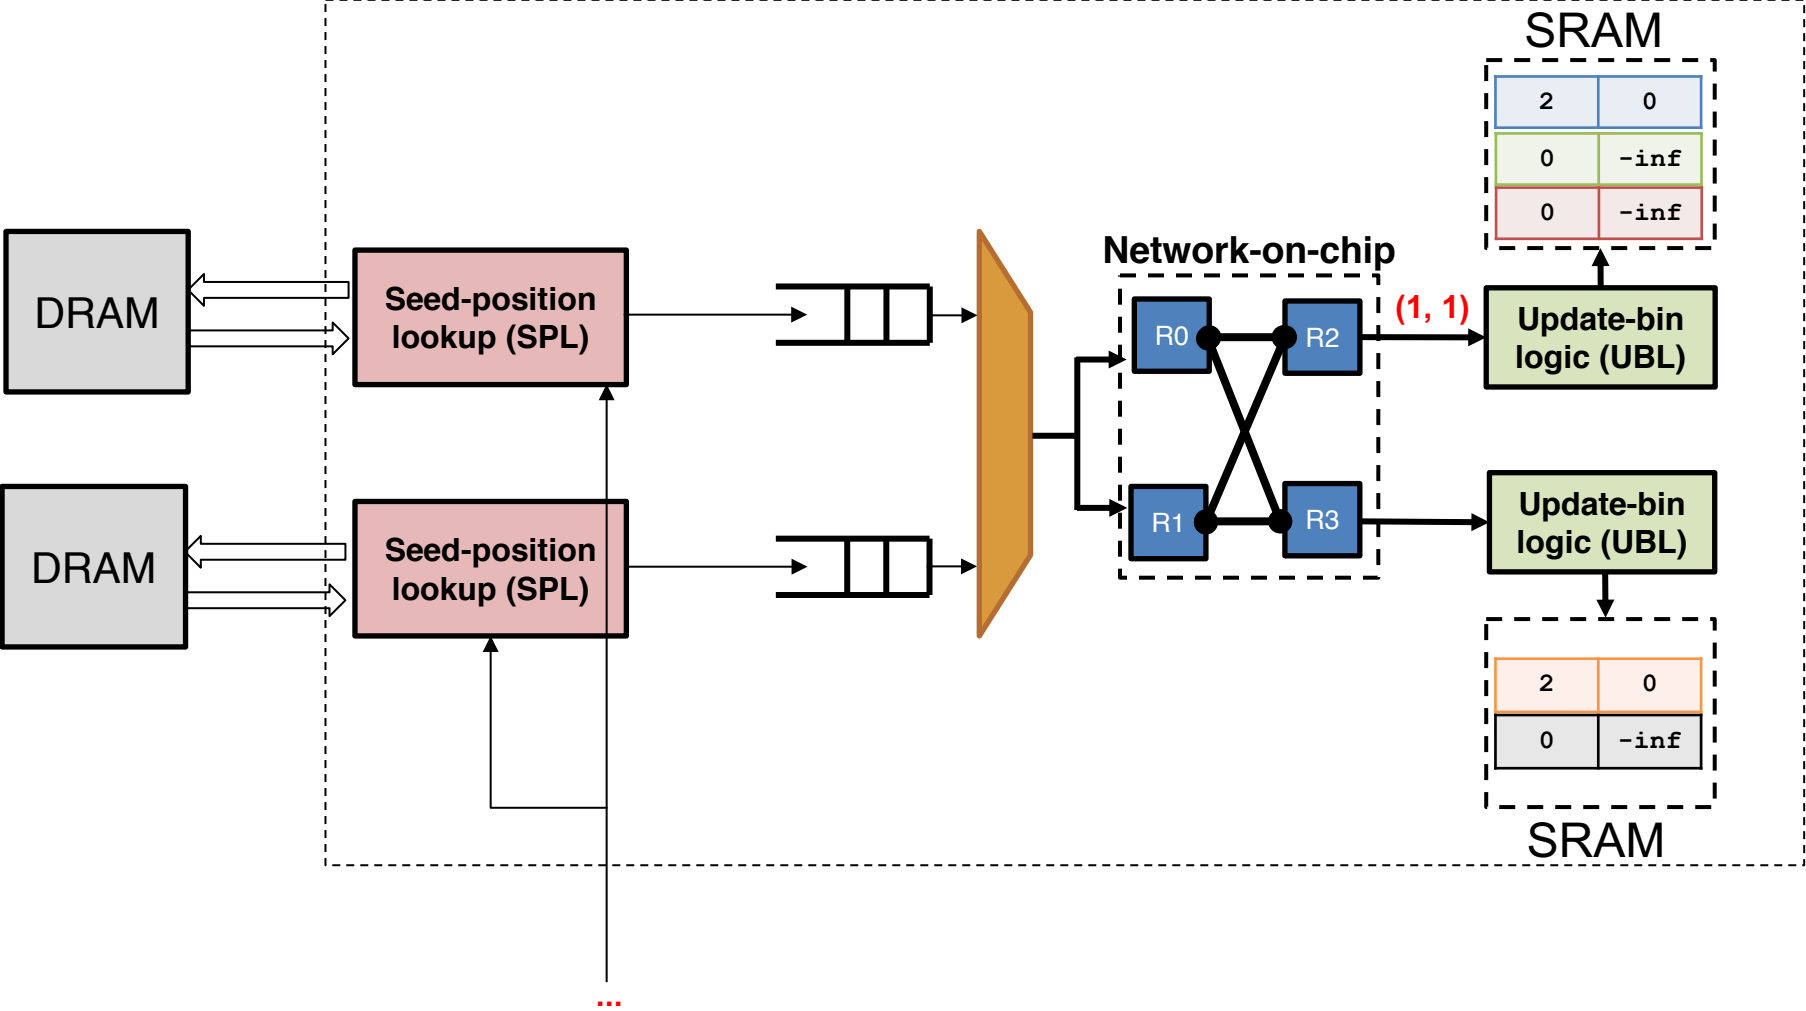 SRAM
2 0
0 -inf
0 -inf
DRAM
Seed-position
lookup (SPL)
Network-on-chip
R0
R2
(1, 1)
Update-bin
logic (UBL)
DRAM
Seed-position
lookup (SPL)
R1
R3
Update-bin
logic (UBL)
2 0
0 -inf
SRAM
...